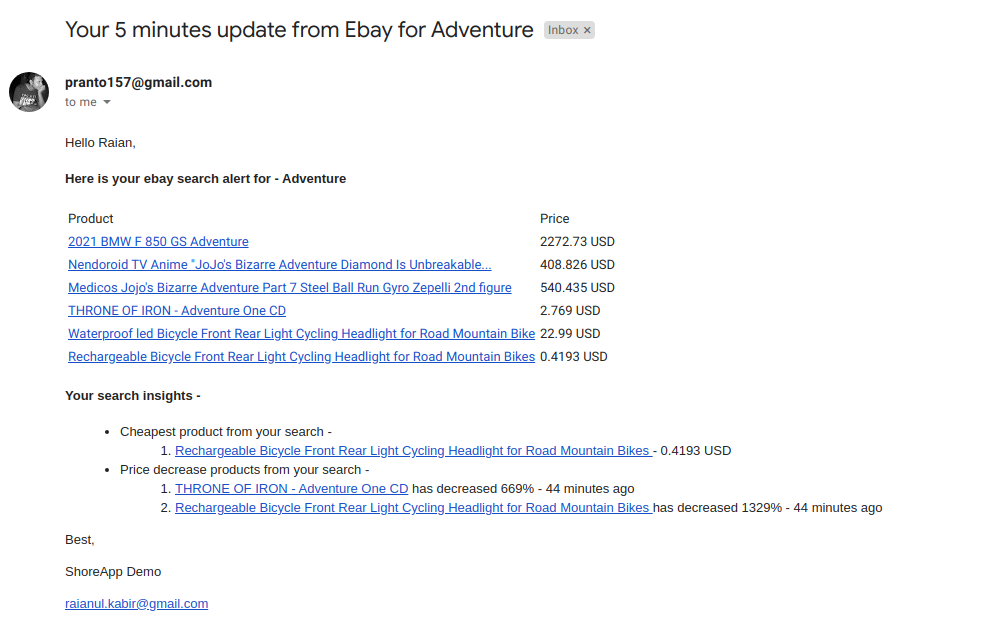 Your 5 minutes update from Ebay for Adventure Inbox ×
pranto157@gmail.com
to me
Hello Raian,
Here is your ebay search alert for - Adventure
Product Price
2021 BMW F 850 GS Adventure 2272.73 USD
Nendoroid TV Anime "JoJo's Bizarre Adventure Diamond Is Unbreakable... 408.826 USD
Medicos Jojo's Bizarre Adventure Part 7 Steel Ball Run Gyro Zepelli 2nd figure 540.435 USD
THRONE OF IRON - Adventure One CD 2.769 USD
Waterproof led Bicycle Front Rear Light Cycling Headlight for Road Mountain Bike 22.99 USD
Rechargeable Bicycle Front Rear Light Cycling Headlight for Road Mountain Bikes 0.4193 USD
Your search insights -
• Cheapest product from your search -
1. Rechargeable Bicycle Front Rear Light Cycling Headlight for Road Mountain Bikes - 0.4193 USD
• Price decrease products from your search -
1. THRONE OF IRON - Adventure One CD has decreased 669% - 44 minutes ago
2. Rechargeable Bicycle Front Rear Light Cycling Headlight for Road Mountain Bikes has decreased 1329% - 44 minutes ago
Best,
ShoreApp Demo
raianul.kabir@gmail.com